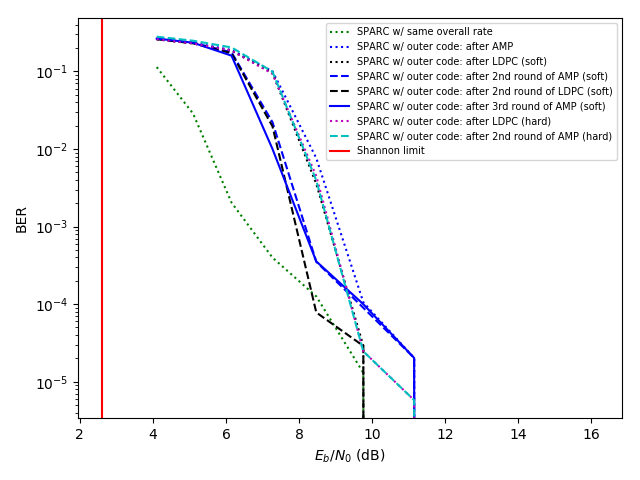 SPARC w/ same overall rate
SPARC w/ outer code: after AMP
SPARC w/ outer code: after LDPC (soft)
SPARC w/ outer code: after 2nd round of AMP (soft)
SPARC w/ outer code: after 2nd round of LDPC (soft)
SPARC w/ outer code: after 3rd round of AMP (soft)
SPARC w/ outer code: after LDPC (hard)
SPARC w/ outer code: after 2nd round of AMP (hard)
Shannon limit
10⁻¹
10⁻²
10⁻³
10⁻⁴
10⁻⁵
BER
2 4 6 8 10 12 14 16
E_b/N_0 (dB)